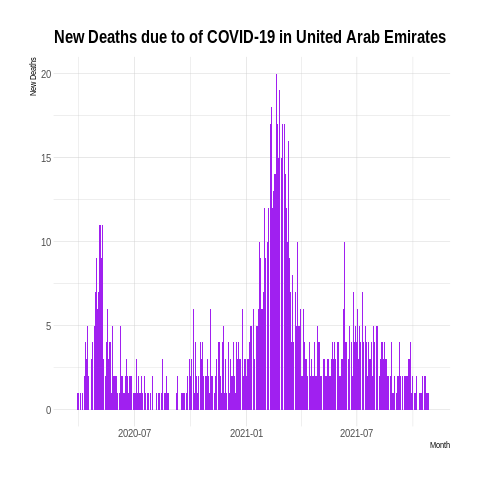 New Deaths due to of COVID-19 in United Arab Emirates
New Deaths
20
15
10
5
0
2020-07 2021-01 2021-07
Month